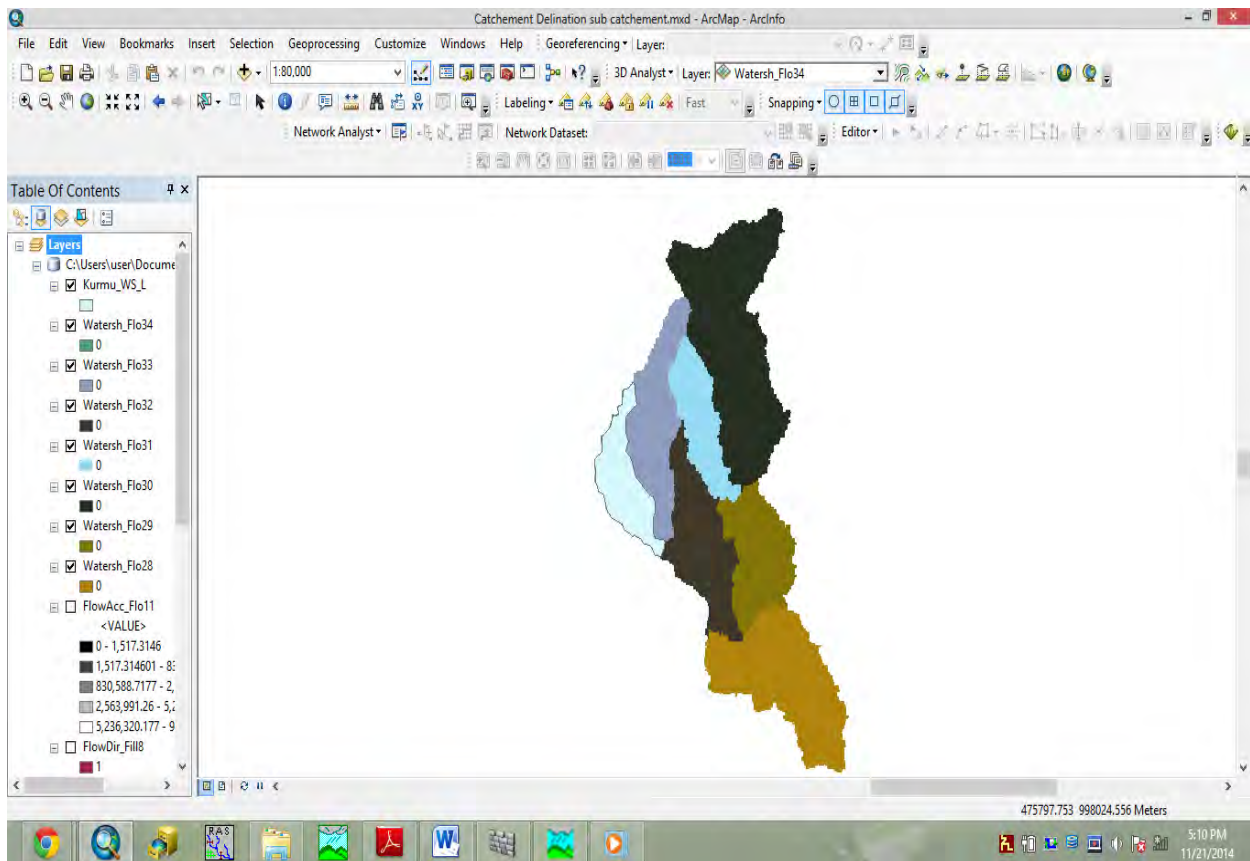 Catchement Delination sub catchement.mxd - ArcMap - ArcInfo
File Edit View Bookmarks Insert Selection Geoprocessing Customize Windows Help Georeferencing Layer:
1:80,000 3D Analyst Layer: Watersh_Flo34
Labeling Fast Snapping
Network Analyst Network Dataset: Editor
Table Of Contents
Layers
C:\Users\user\Docume
Kurmu_WS_L
Watersh_Flo34
0
Watersh_Flo33
0
Watersh_Flo32
0
Watersh_Flo31
0
Watersh_Flo30
0
Watersh_Flo29
0
Watersh_Flo28
0
FlowAcc_Flo11
<VALUE>
0 - 1,517.3146
1,517.314601 - 8
830,588.7177 - 2,
2,563,991.26 - 5,2
5,236,320.177 - 9
FlowDir_Fill8
1
475797.753 998024.556 Meters
RAS
W
5:10 PM
11/21/2014